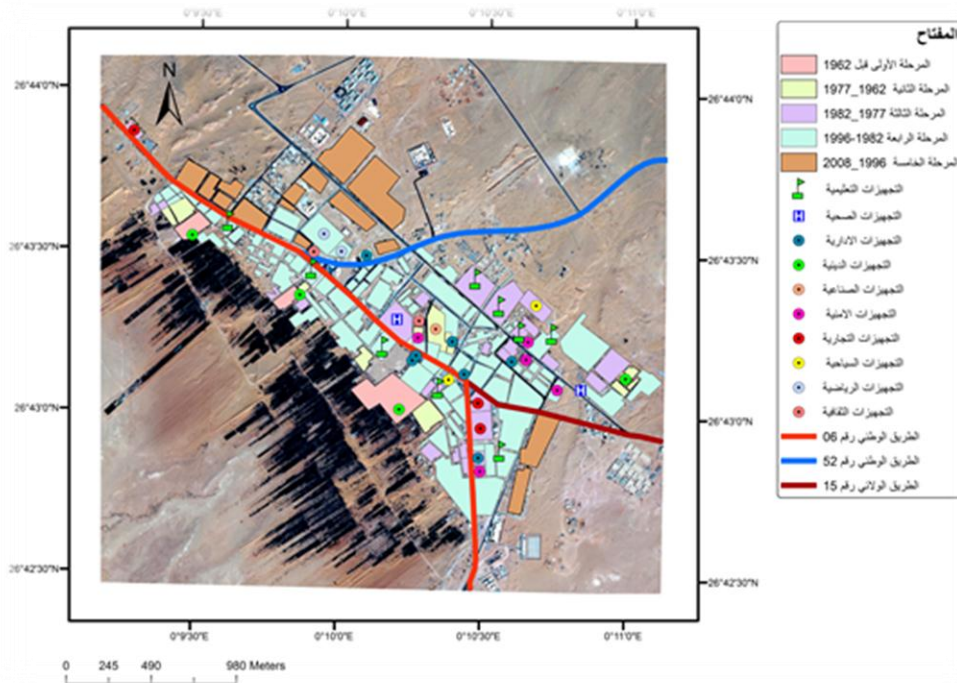 0°9'30"E 0°10'0"E 0°10'30"E 0°11'0"E
26°44'0"N 26°44'0"N
26°43'30"N 26°43'30"N
26°43'0"N 26°43'0"N
26°42'30"N 26°42'30"N
0°9'30"E 0°10'0"E 0°10'30"E 0°11'0"E
0 245 490 980 Meters
N
H
H
المفتاح
المرحلة الأولى قبل 1962
المرحلة الثانية 1962_1977
المرحلة الثالثة 1977_1982
المرحلة الرابعة 1982-1996
المرحلة الخامسة 1996_2008
التجهيزات التعليمية
H التجهيزات الصحية
التجهيزات الادارية
التجهيزات الدينية
التجهيزات الصناعية
التجهيزات الامنية
التجهيزات التجارية
التجهيزات السياحية
التجهيزات الرياضية
التجهيزات الثقافية
الطريق الوطني رقم 06
الطريق الوطني رقم 52
الطريق الولائي رقم 15